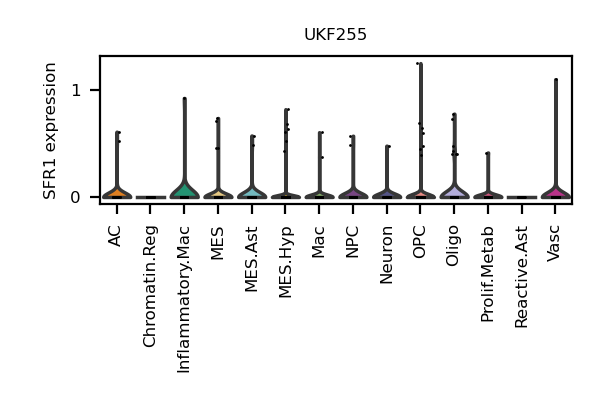 UKF255
SFR1 expression
1
0
AC
Chromatin.Reg
Inflammatory.Mac
MES
MES.Ast
MES.Hyp
Mac
NPC
Neuron
OPC
Oligo
Prolif.Metab
Reactive.Ast
Vasc